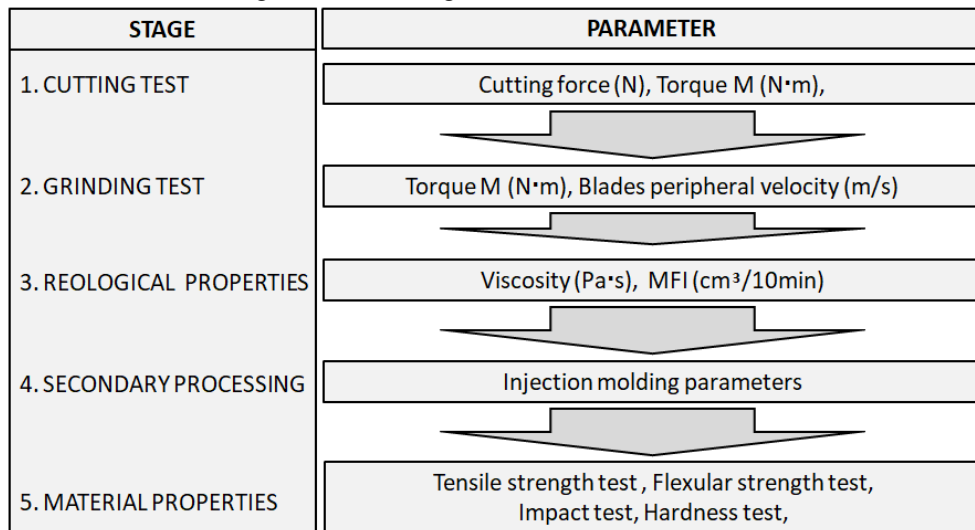 STAGE PARAMETER
1. CUTTING TEST Cutting force (N), Torque M (N·m),
2. GRINDING TEST Torque M (N·m), Blades peripheral velocity (m/s)
3. REOLOGICAL PROPERTIES Viscosity (Pa·s), MFI (cm³/10min)
4. SECONDARY PROCESSING Injection molding parameters
5. MATERIAL PROPERTIES Tensile strength test , Flexular strength test,
Impact test, Hardness test,